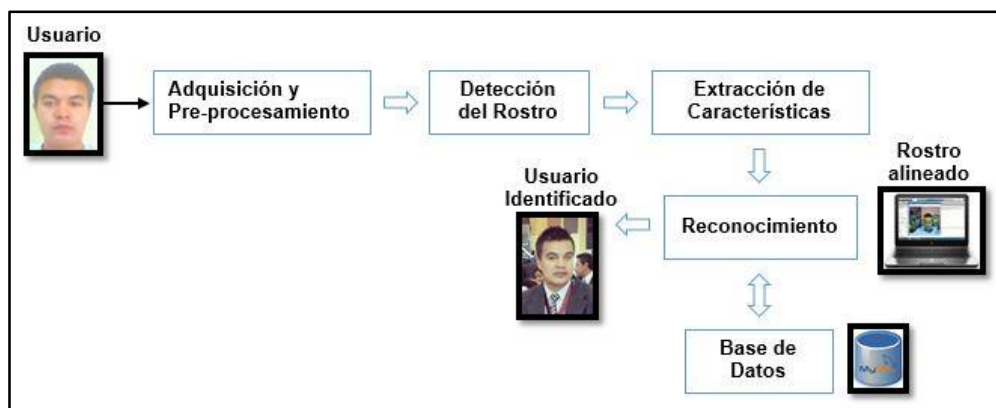 Usuario
Adquisición y
Pre-procesamiento
Detección
del Rostro
Extracción de
Características
Usuario
Identificado
Reconocimiento
Rostro
alineado
Base de
Datos